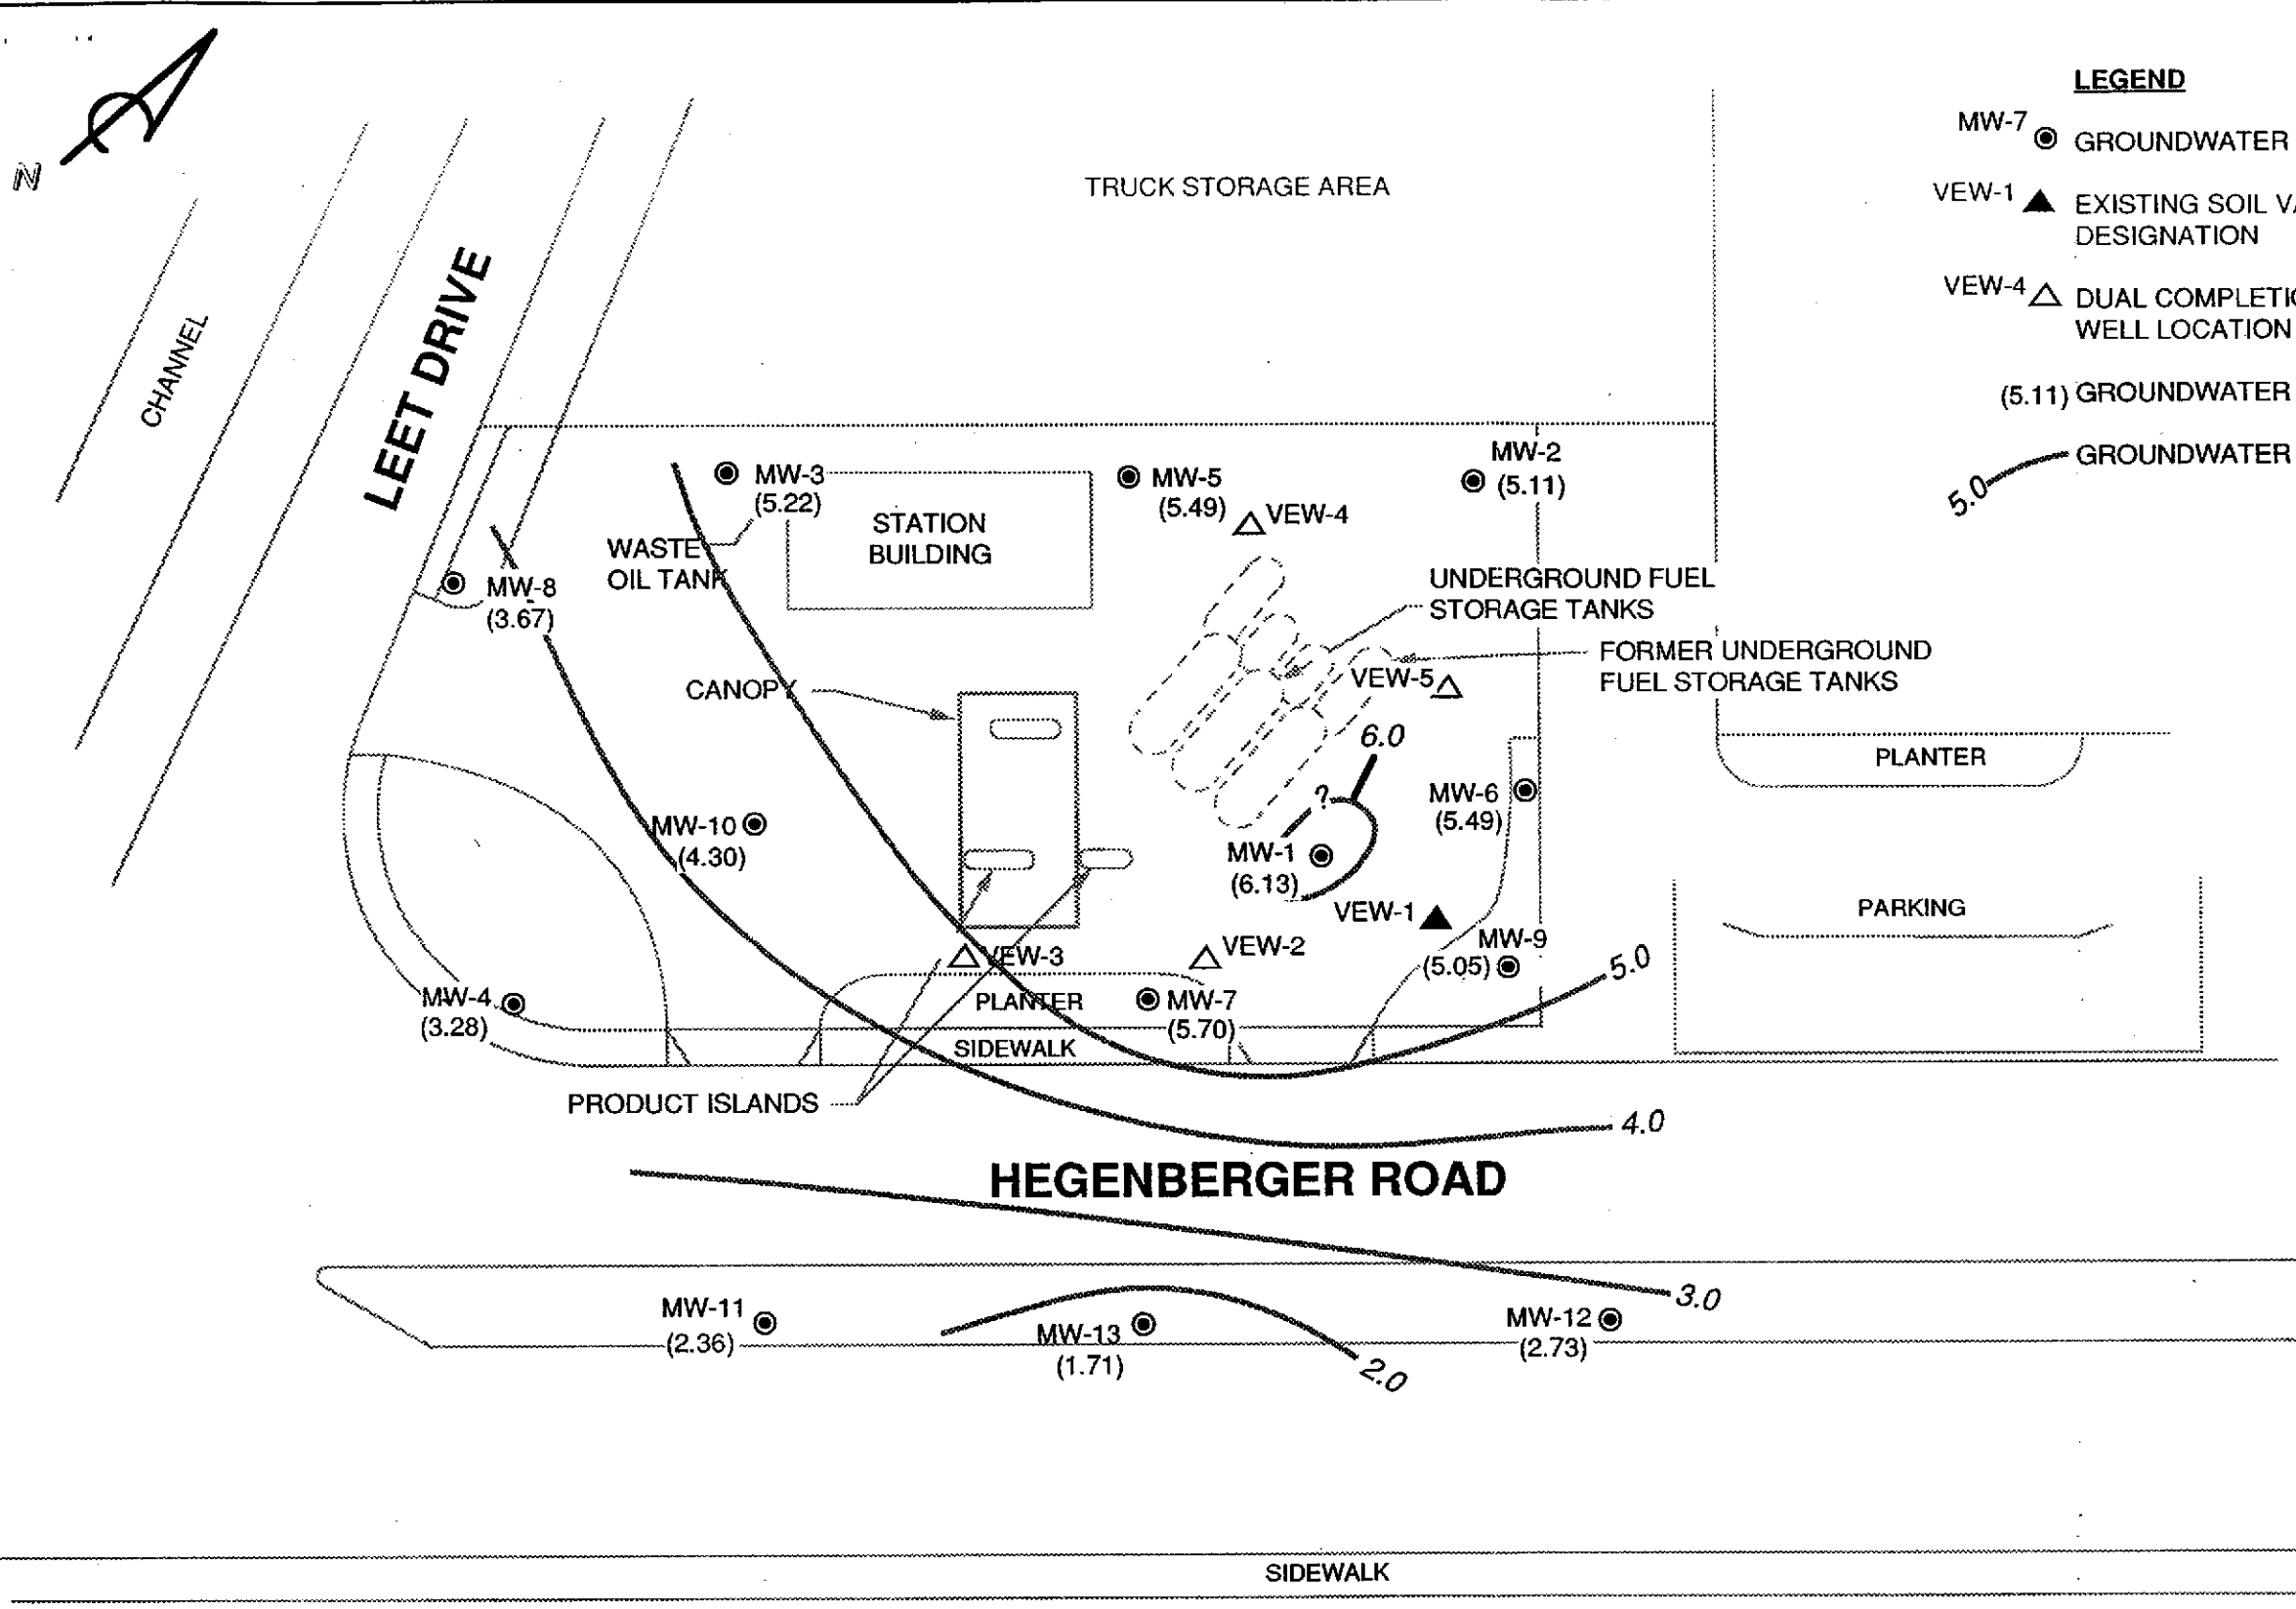 N
CHANNEL
LEET DRIVE
TRUCK STORAGE AREA
LEGEND
MW-7
GROUNDWATER
VEW-1
EXISTING SOIL
DESIGNATION
VEW-4
DUAL
WELL LOCATION
(5.11) GROUNDWATER
5.0
GROUNDWATER
MW-3
(5.22)
STATION
BUILDING
WASTE
OIL TANK
MW-5
(5.49)
VEW-4
MW-2
(5.11)
MW-8
(3.67)
UNDERGROUND FUEL
STORAGE TANKS
FORMER UNDERGROUND
FUEL STORAGE TANKS
CANOPY
VEW-5
6.0
?
PLANTER
MW-6
(5.49)
MW-10
(4.30)
MW-1
(6.13)
VEW-1
PARKING
VEW-3
VEW-2
MW-9
(5.05)
5.0
MW-4
(3.28)
PLANTER
MW-7
(5.70)
SIDEWALK
PRODUCT ISLANDS
4.0
HEGENBERGER ROAD
3.0
MW-11
(2.36)
MW-13
(1.71)
MW-12
(2.73)
2.0
SIDEWALK